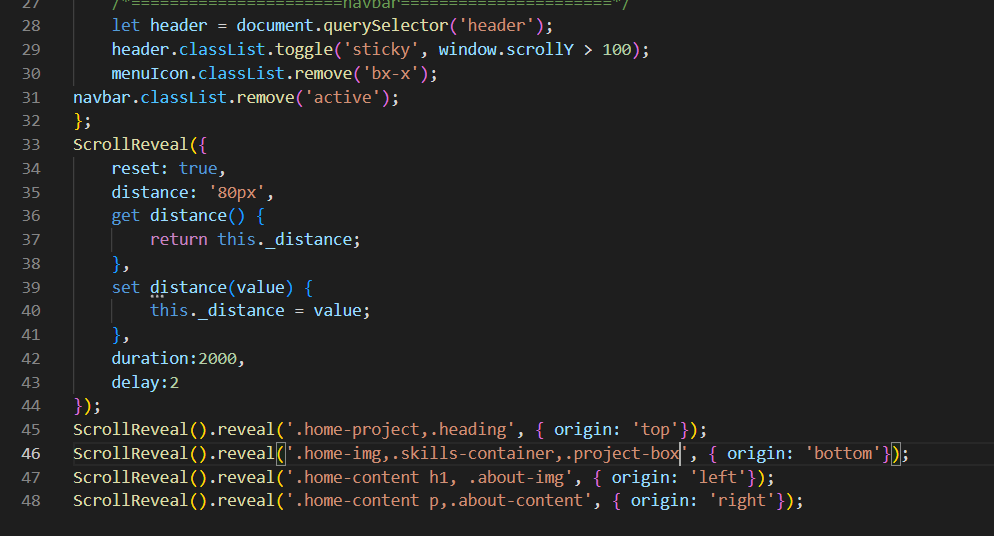 27 /*======================navbar======================*/
28 let header = document.querySelector('header');
29 header.classList.toggle('sticky', window.scrollY > 100);
30 menuIcon.classList.remove('bx-x');
31 navbar.classList.remove('active');
32 };
33 ScrollReveal({
34 reset: true,
35 distance: '80px',
36 get distance() {
37 return this._distance;
38 },
39 set distance(value) {
40 this._distance = value;
41 },
42 duration:2000,
43 delay:2
44 });
45 ScrollReveal().reveal('.home-project,.heading', { origin: 'top'});
46 ScrollReveal().reveal('.home-img,.skills-container,.project-box', { origin: 'bottom'});
47 ScrollReveal().reveal('.home-content h1, .about-img', { origin: 'left'});
48 ScrollReveal().reveal('.home-content p,.about-content', { origin: 'right'});